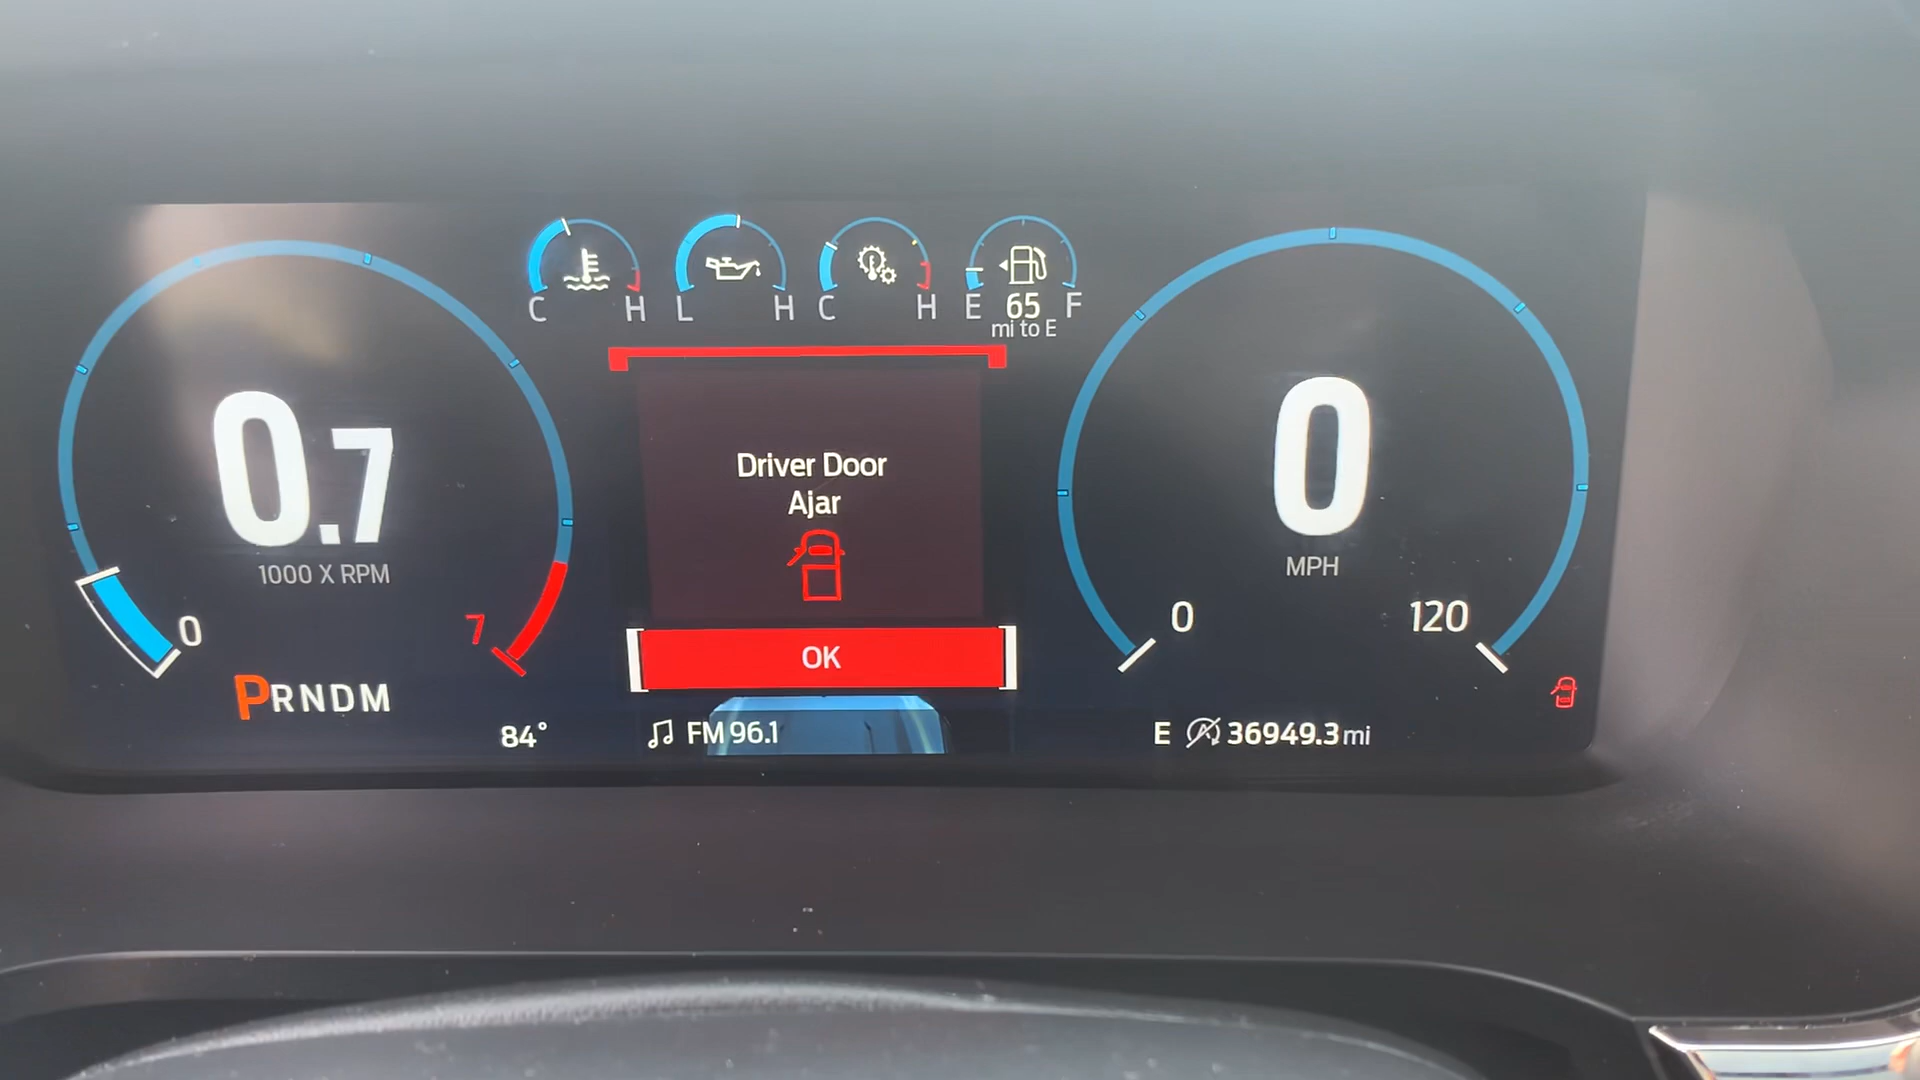 C H
L H
C H
E 65 F
mi to E
0.7
1000 X RPM
0
7
PRNDM
84°
Driver Door
Ajar
OK
FM 96.1
0
MPH
0
120
E 36949.3 mi